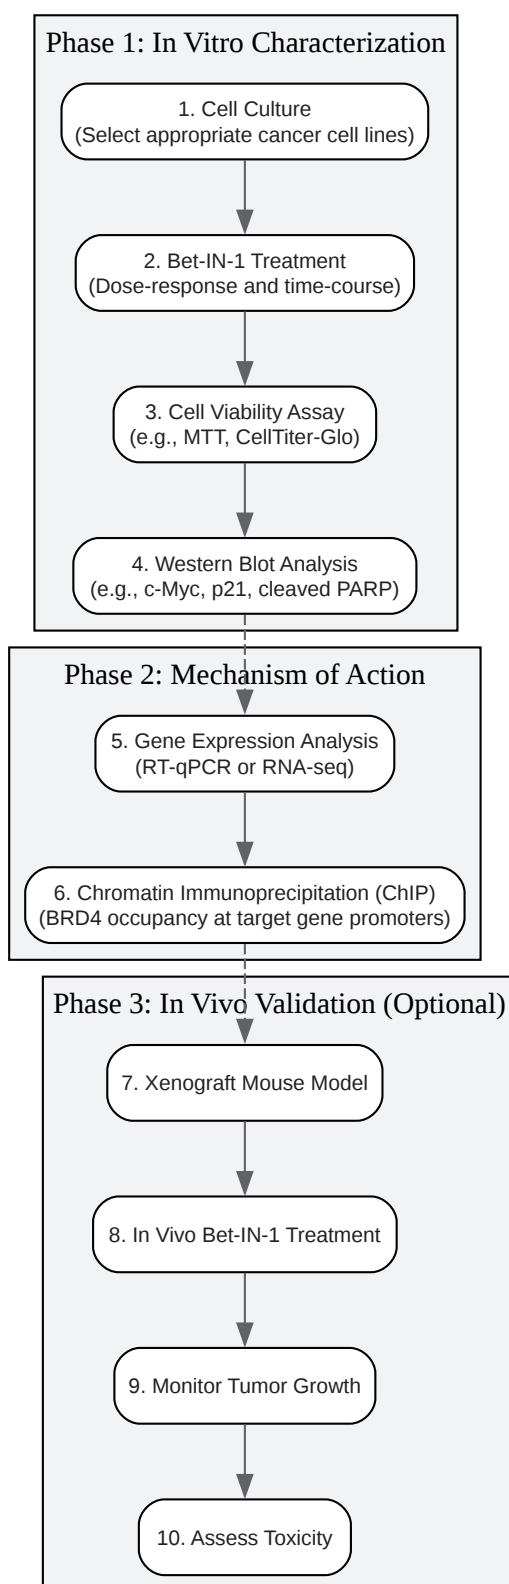 Phase 1: In Vitro Characterization
1. Cell Culture
(Select appropriate cancer cell lines)
2. Bet-IN-1 Treatment
(Dose-response and time-course)
3. Cell Viability Assay
(e.g., MTT, CellTiter-Glo)
4. Western Blot Analysis
(e.g., c-Myc, p21, cleaved PARP)
Phase 2: Mechanism of Action
5. Gene Expression Analysis
(RT-qPCR or RNA-seq)
6. Chromatin Immunoprecipitation (ChIP)
(BRD4 occupancy at target gene promoters)
Phase 3: In Vivo Validation (Optional)
7. Xenograft Mouse Model
8. In Vivo Bet-IN-1 Treatment
9. Monitor Tumor Growth
10. Assess Toxicity